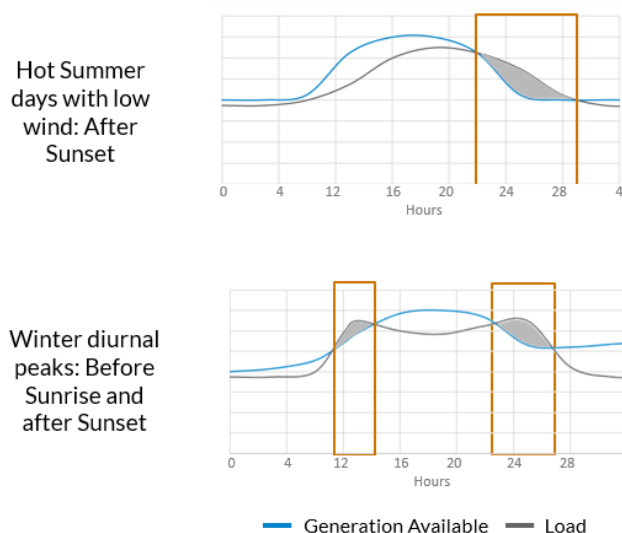 Hot Summer
days with low
wind: After
Sunset
0 4 12 16 20 24 28 4
Hours
Winter diurnal
peaks: Before
Sunrise and
after Sunset
0 4 12 16 20 24 28
Hours
Generation Available Load